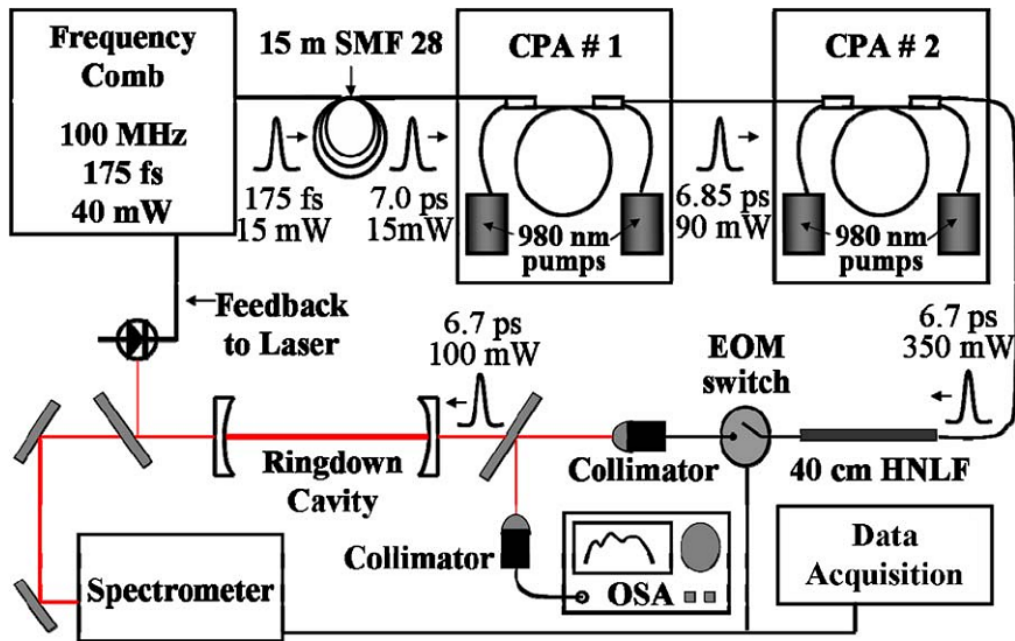 Frequency
Comb
100 MHz
175 fs
40 mW
15 m SMF 28
175 fs
15 mW
7.0 ps
15mW
CPA # 1
980 nm
pumps
6.85 ps
90 mW
CPA # 2
980 nm
pumps
Feedback
to Laser
6.7 ps
100 mW
EOM
switch
6.7 ps
350 mW
Ringdown
Cavity
Collimator
40 cm HNLF
Collimator
OSA
Spectrometer
Data
Acquisition